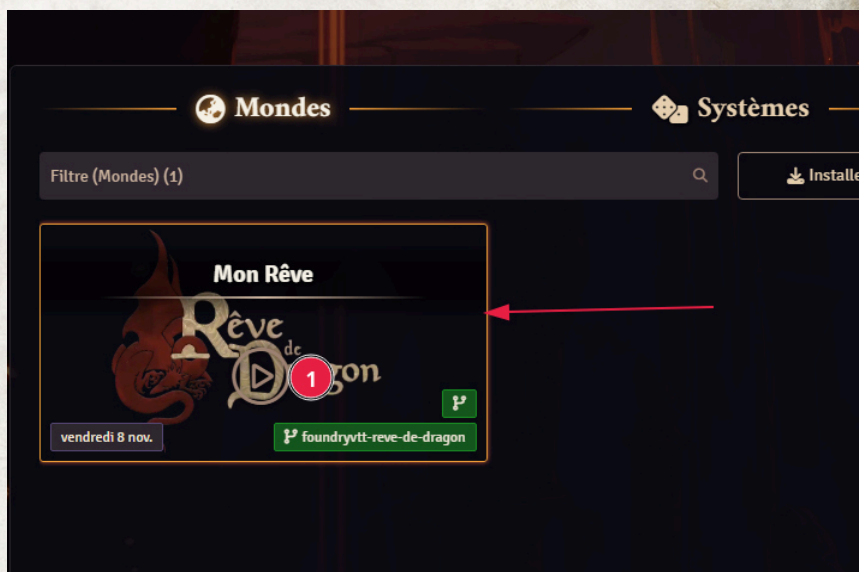 Mondes
Systèmes
Filtre (Mondes) (1)
Installe
Mon Rêve
Rêve
de
Dragon
1
vendredi 8 nov.
foundryvtt-reve-de-dragon